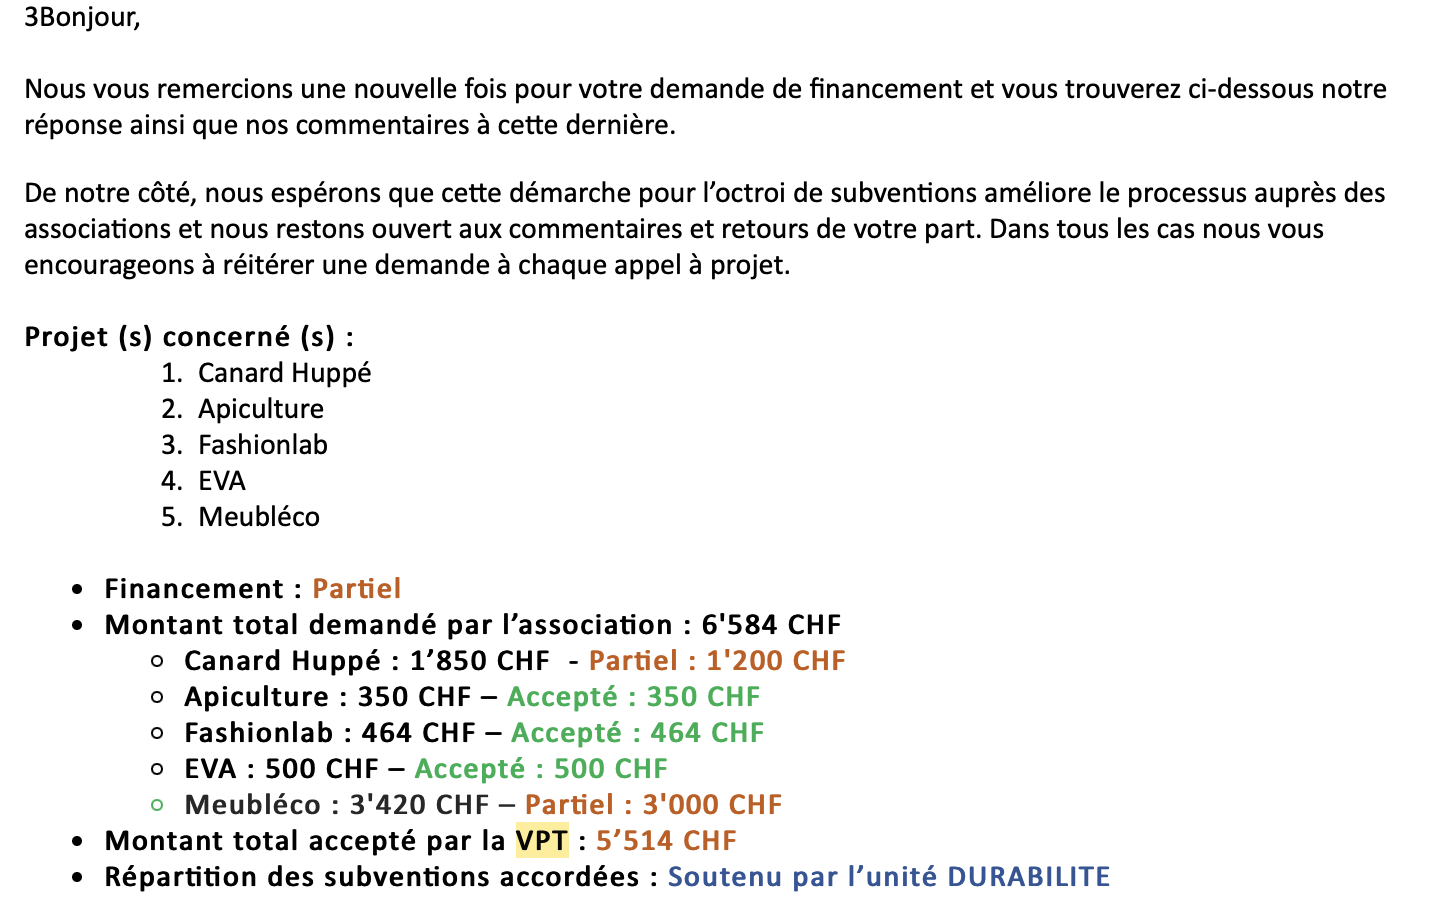 3Bonjour,
Nous vous remercions une nouvelle fois pour votre demande de financement et vous trouverez ci-dessous notre
réponse ainsi que nos commentaires à cette dernière.
De notre côté, nous espérons que cette démarche pour l’octroi de subventions améliore le processus auprès des
associations et nous restons ouvert aux commentaires et retours de votre part. Dans tous les cas nous vous
encourageons à réitérer une demande à chaque appel à projet.
Projet (s) concerné (s) :
1. Canard Huppé
2. Apiculture
3. Fashionlab
4. EVA
5. Meubléco
• Financement : Partiel
• Montant total demandé par l’association : 6'584 CHF
○ Canard Huppé : 1’850 CHF - Partiel : 1'200 CHF
○ Apiculture : 350 CHF – Accepté : 350 CHF
○ Fashionlab : 464 CHF – Accepté : 464 CHF
○ EVA : 500 CHF – Accepté : 500 CHF
○ Meubléco : 3'420 CHF – Partiel : 3'000 CHF
• Montant total accepté par la VPT : 5’514 CHF
• Répartition des subventions accordées : Soutenu par l’unité DURABILITE